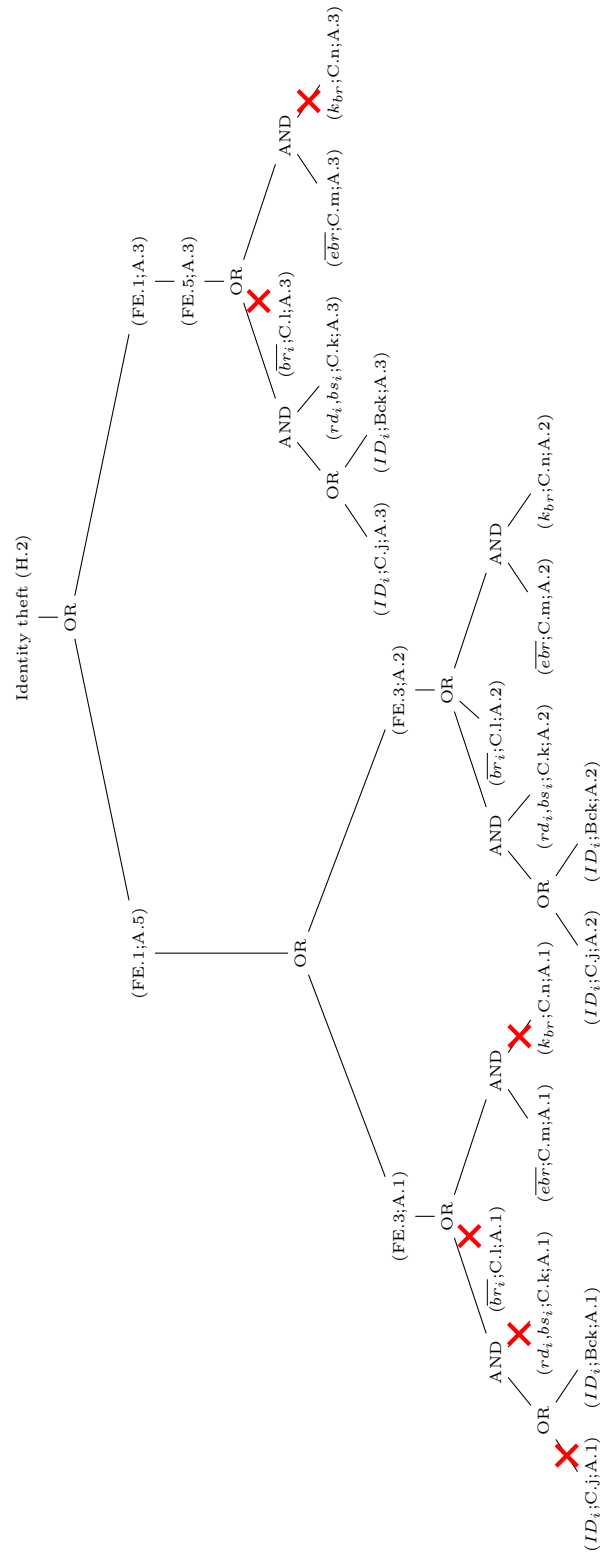 Identity theft (H.2)
OR
(FE.1;A.5)
(FE.1;A.3)
(FE.5;A.3)
OR
OR
AND
$(\overline{br_i}$;C.l;A.3)
AND
$(rd_i,bs_i$;C.k;A.3)
$(\overline{ebr}$;C.m;A.3)
$(k_{br}$;C.n;A.3)
OR
$(ID_i$;C.j;A.3)
$(ID_i$;Bck;A.3)
(FE.3;A.1)
(FE.3;A.2)
OR
OR
AND
$(\overline{br_i}$;C.l;A.1)
AND
AND
$(\overline{br_i}$;C.l;A.2)
AND
$(rd_i,bs_i$;C.k;A.1)
$(\overline{ebr}$;C.m;A.1)
$(k_{br}$;C.n;A.1)
$(rd_i,bs_i$;C.k;A.2)
$(\overline{ebr}$;C.m;A.2)
$(k_{br}$;C.n;A.2)
OR
OR
$(ID_i$;C.j;A.1)
$(ID_i$;Bck;A.1)
$(ID_i$;C.j;A.2)
$(ID_i$;Bck;A.2)